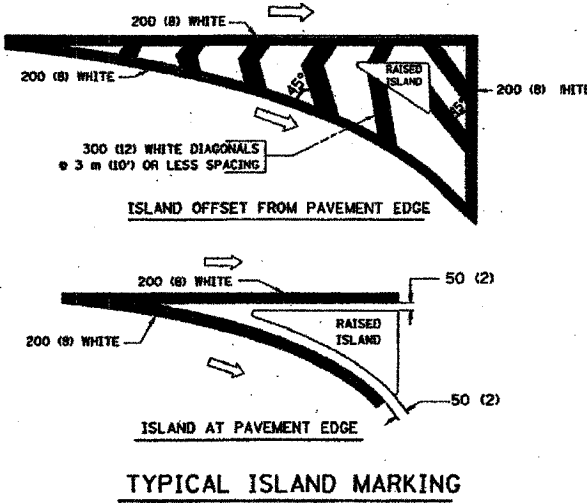 200 (8) WHITE
200 (8) WHITE
45°
RAISED
ISLAND
45°
200 (8)
300 (12) WHITE DIAGONALS
@ 3 m (10') OR LESS SPACING
ISLAND OFFSET FROM PAVEMENT EDGE
200 (8) WHITE
50 (2)
200 (8) WHITE
RAISED
ISLAND
50 (2)
ISLAND AT PAVEMENT EDGE
TYPICAL ISLAND MARKING